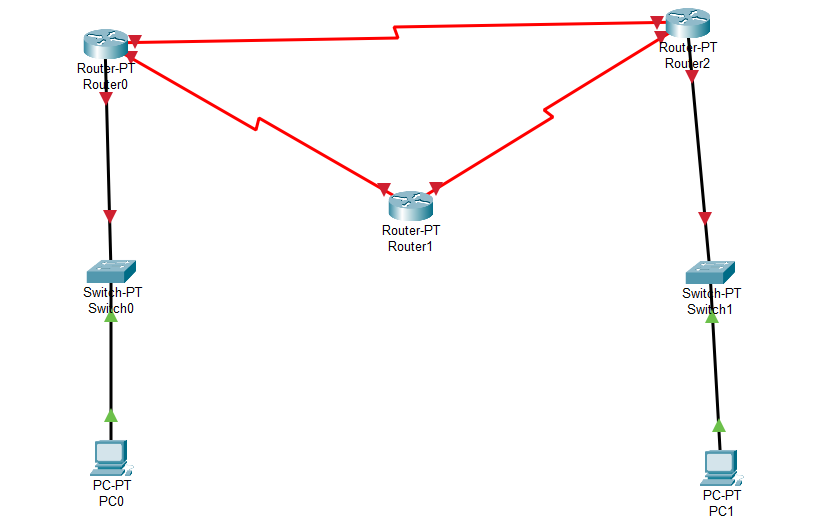 Router-PT
Router0
Router-PT
Router2
Router-PT
Router1
Switch-PT
Switch0
Switch-PT
Switch1
PC-PT
PC0
PC-PT
PC1